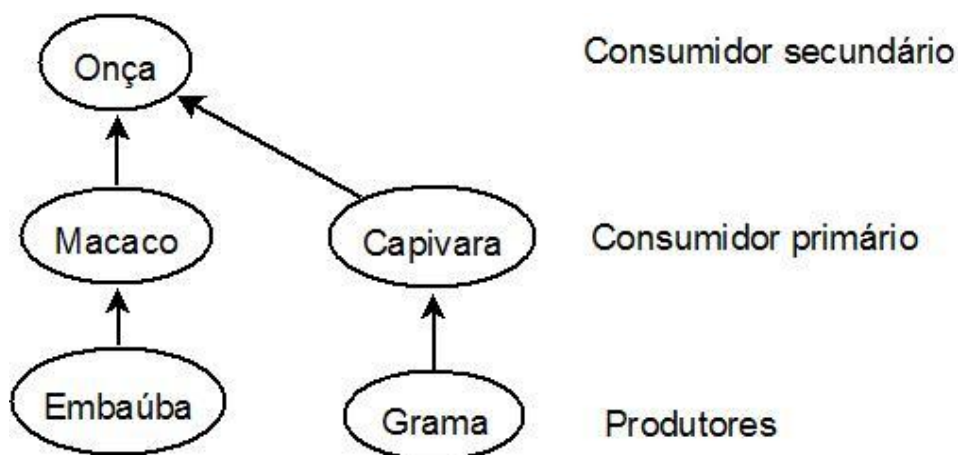 Onça
Consumidor secundário
Macaco
Capivara
Consumidor primário
Embaúba
Grama
Produtores